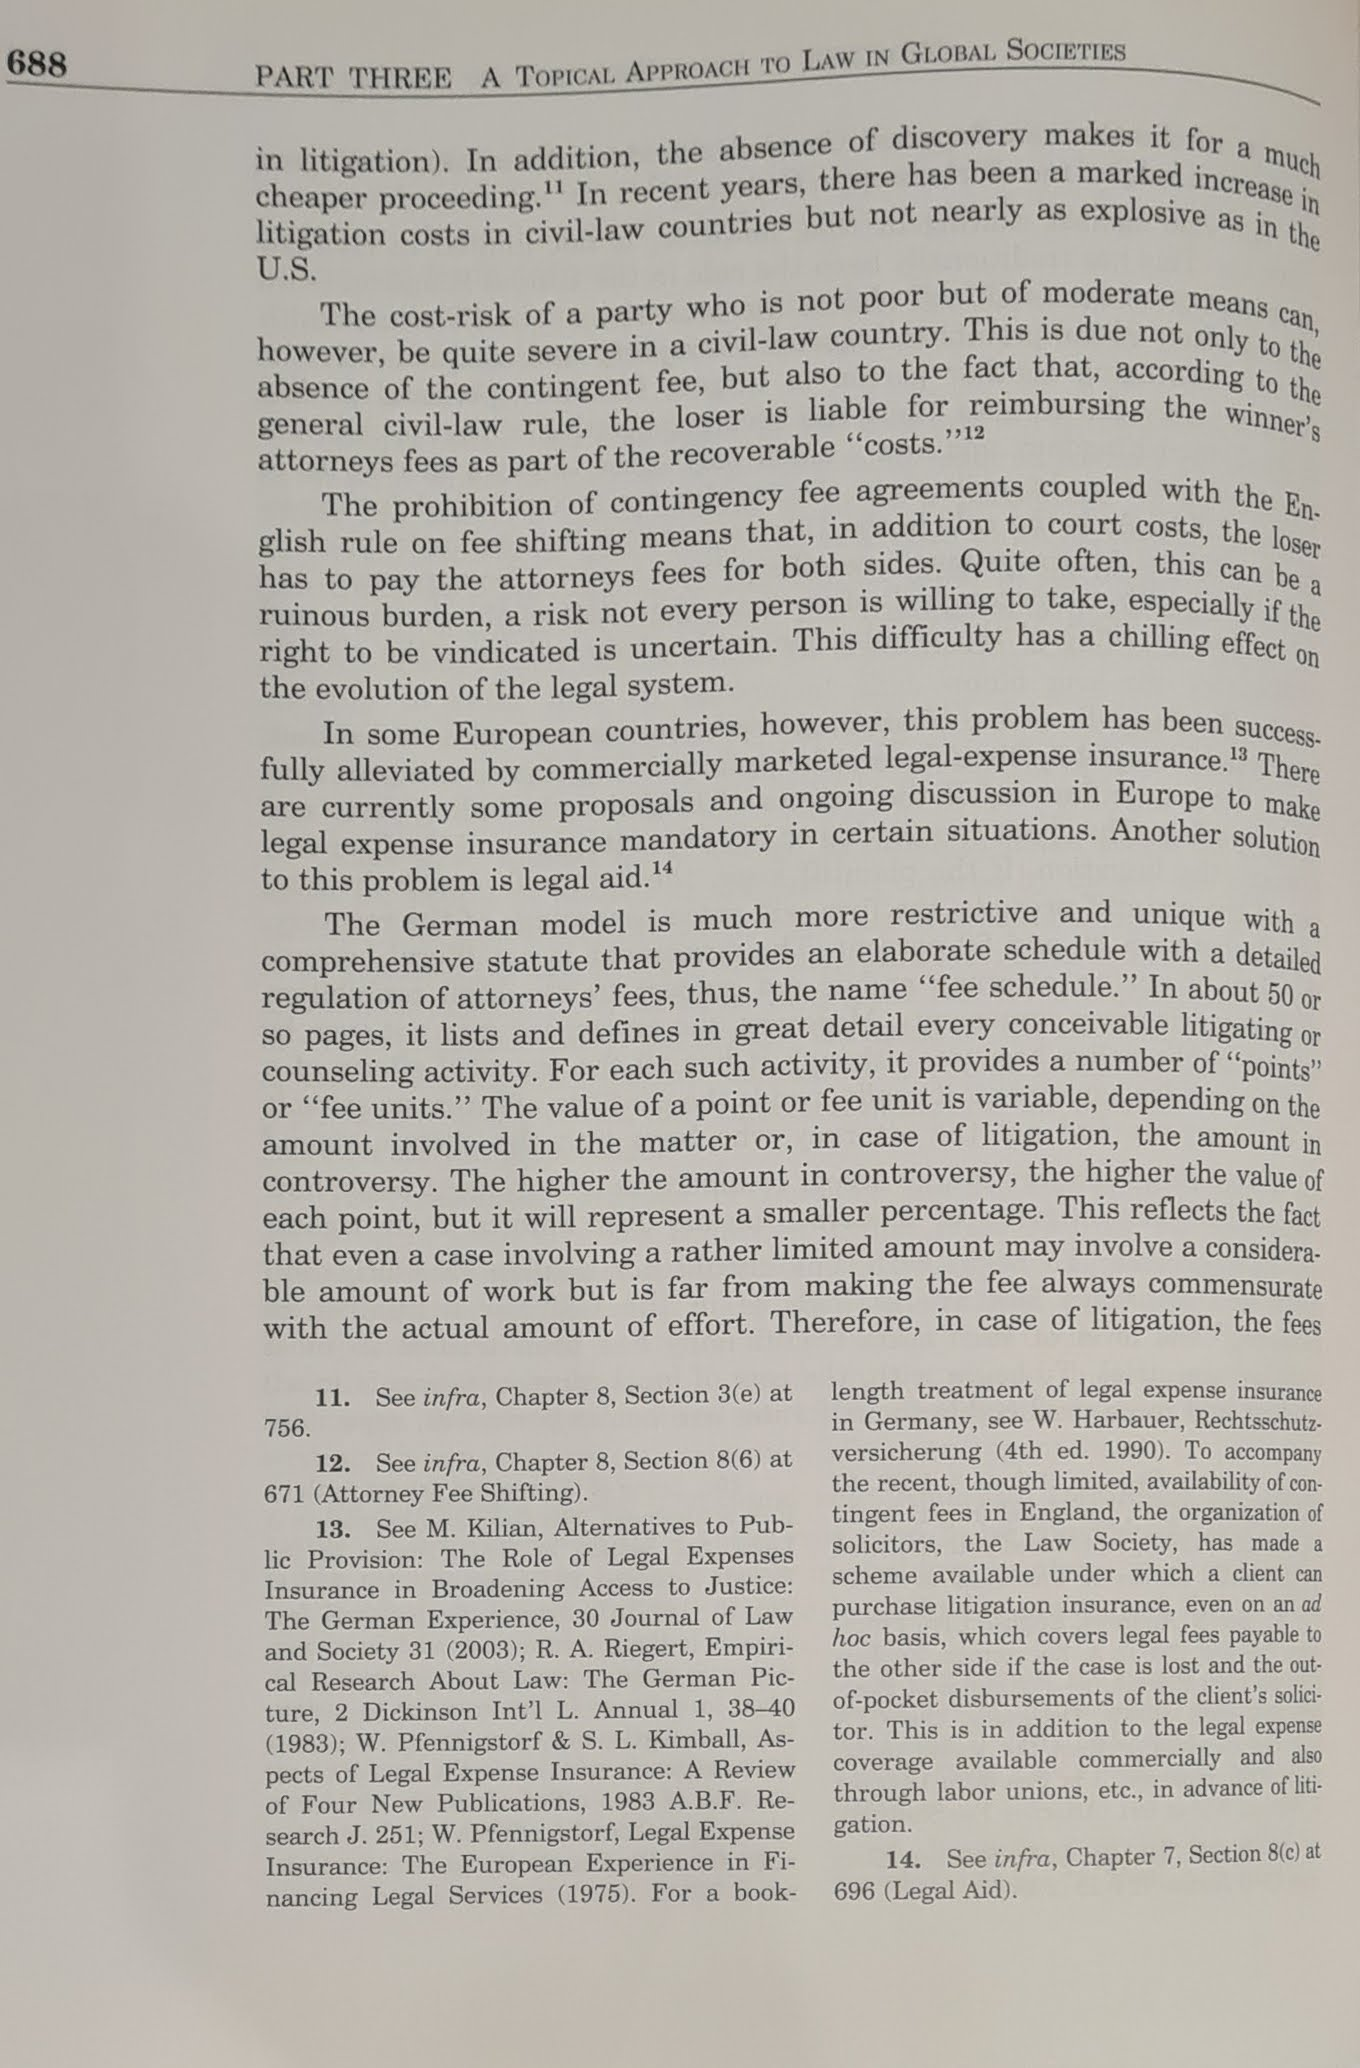 688
PART THREE A TOPICAL APPROACH TO LAW IN GLOBAL SOCIETIES
in litigation). In addition, the absence of discovery makes it for a much
cheaper proceeding.11 In recent years, there has been a marked increase in
litigation costs in civil-law countries but not nearly as explosive as in the
U.S.
The cost-risk of a party who is not poor but of moderate means can,
however, be quite severe in a civil-law country. This is due not only to the
absence of the contingent fee, but also to the fact that, according to the
general civil-law rule, the loser is liable for reimbursing the winner's
attorneys fees as part of the recoverable “costs.”12
The prohibition of contingency fee agreements coupled with the En-
glish rule on fee shifting means that, in addition to court costs, the loser
has to pay the attorneys fees for both sides. Quite often, this can be a
ruinous burden, a risk not every person is willing to take, especially if the
right to be vindicated is uncertain. This difficulty has a chilling effect on
the evolution of the legal system.
In some European countries, however, this problem has been success-
fully alleviated by commercially marketed legal-expense insurance.13 There
are currently some proposals and ongoing discussion in Europe to make
legal expense insurance mandatory in certain situations. Another solution
to this problem is legal aid.14
The German model is much more restrictive and unique with a
comprehensive statute that provides an elaborate schedule with a detailed
regulation of attorneys' fees, thus, the name “fee schedule.” In about 50 or
so pages, it lists and defines in great detail every conceivable litigating or
counseling activity. For each such activity, it provides a number of “points”
or “fee units.” The value of a point or fee unit is variable, depending on the
amount involved in the matter or, in case of litigation, the amount in
controversy. The higher the amount in controversy, the higher the value of
each point, but it will represent a smaller percentage. This reflects the fact
that even a case involving a rather limited amount may involve a considera-
ble amount of work but is far from making the fee always commensurate
with the actual amount of effort. Therefore, in case of litigation, the fees
11. See infra, Chapter 8, Section 3(e) at
756.
12. See infra, Chapter 8, Section 8(6) at
671 (Attorney Fee Shifting).
13. See M. Kilian, Alternatives to Pub-
lic Provision: The Role of Legal Expenses
Insurance in Broadening Access to Justice:
The German Experience, 30 Journal of Law
and Society 31 (2003); R. A. Riegert, Empiri-
cal Research About Law: The German Pic-
ture, 2 Dickinson Int'l L. Annual 1, 38–40
(1983); W. Pfennigstorf & S. L. Kimball, As-
pects of Legal Expense Insurance: A Review
of Four New Publications, 1983 A.B.F. Re-
search J. 251; W. Pfennigstorf, Legal Expense
Insurance: The European Experience in Fi-
nancing Legal Services (1975). For a book-
length treatment of legal expense insurance
in Germany, see W. Harbauer, Rechtsschutz-
versicherung (4th ed. 1990). To accompany
the recent, though limited, availability of con-
tingent fees in England, the organization of
solicitors, the Law Society, has made a
scheme available under which a client can
purchase litigation insurance, even on an ad
hoc basis, which covers legal fees payable to
the other side if the case is lost and the out-
of-pocket disbursements of the client's solici-
tor. This is in addition to the legal expense
coverage available commercially and also
through labor unions, etc., in advance of liti-
gation.
14. See infra, Chapter 7, Section 8(c) at
696 (Legal Aid).